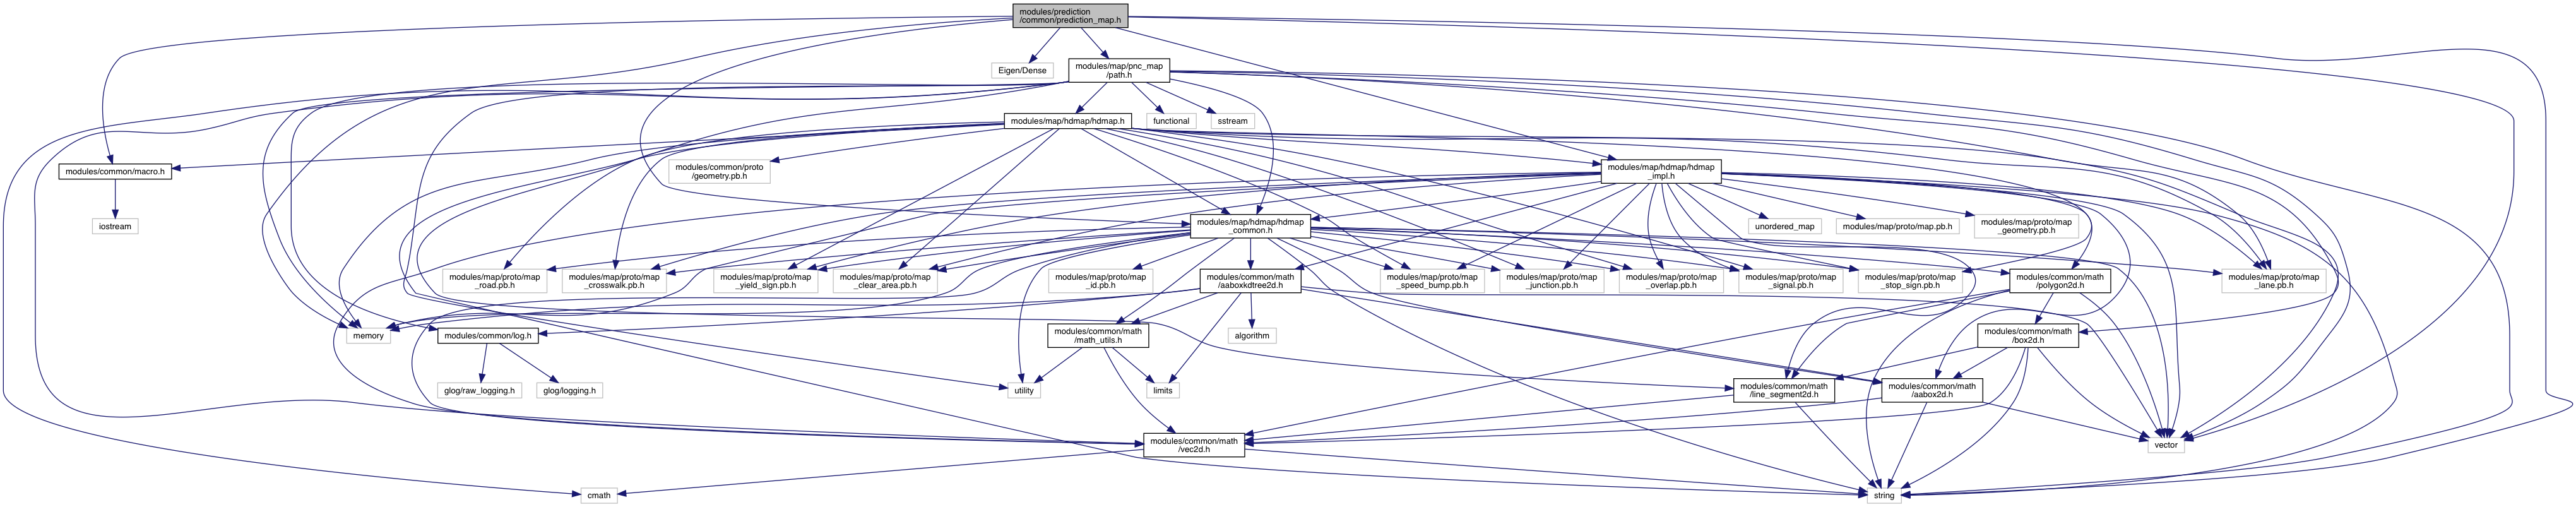 modules/prediction
/common/prediction_map.h
Eigen/Dense
modules/map/pnc_map
/path.h
modules/map/hdmap/hdmap.h
functional
sstream
modules/common/macro.h
modules/common/proto
/geometry.pb.h
modules/map/hdmap/hdmap
_impl.h
iostream
modules/map/hdmap/hdmap
_common.h
unordered_map
modules/map/proto/map.pb.h
modules/map/proto/map
_geometry.pb.h
modules/map/proto/map
_road.pb.h
modules/map/proto/map
_crosswalk.pb.h
modules/map/proto/map
_yield_sign.pb.h
modules/map/proto/map
_clear_area.pb.h
modules/map/proto/map
_id.pb.h
modules/common/math
/aaboxkdtree2d.h
modules/map/proto/map
_speed_bump.pb.h
modules/map/proto/map
_junction.pb.h
modules/map/proto/map
_overlap.pb.h
modules/map/proto/map
_signal.pb.h
modules/map/proto/map
_stop_sign.pb.h
modules/common/math
/polygon2d.h
modules/map/proto/map
_lane.pb.h
memory
modules/common/log.h
modules/common/math
/math_utils.h
algorithm
modules/common/math
/box2d.h
glog/raw_logging.h
glog/logging.h
utility
limits
modules/common/math
/line_segment2d.h
modules/common/math
/aabox2d.h
modules/common/math
/vec2d.h
vector
cmath
string